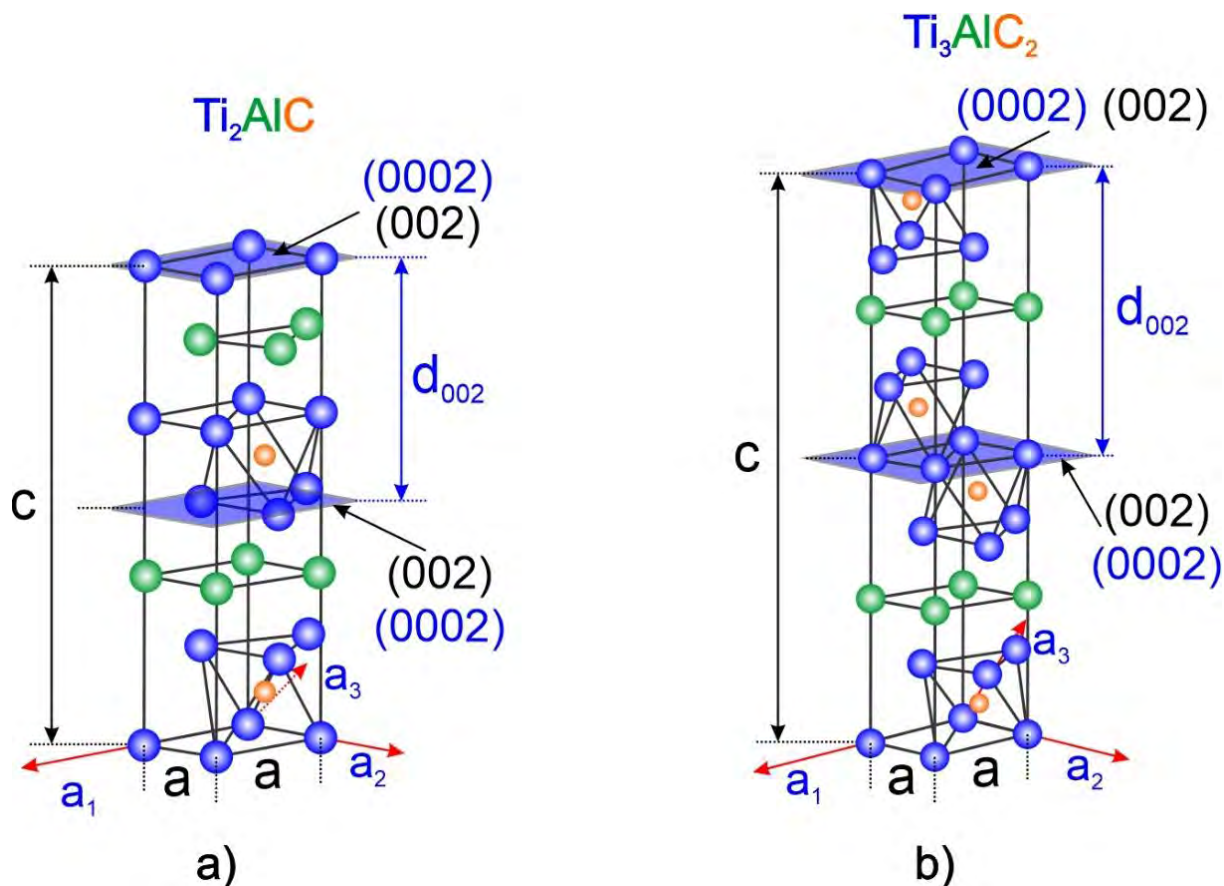 Ti₂AlC
(0002)
(002)
c
d₀₀₂
(002)
(0002)
a₃
a₁
a
a
a₂
a)
Ti₃AlC₂
(0002) (002)
c
d₀₀₂
(002)
(0002)
a₃
a₁
a
a
a₂
b)